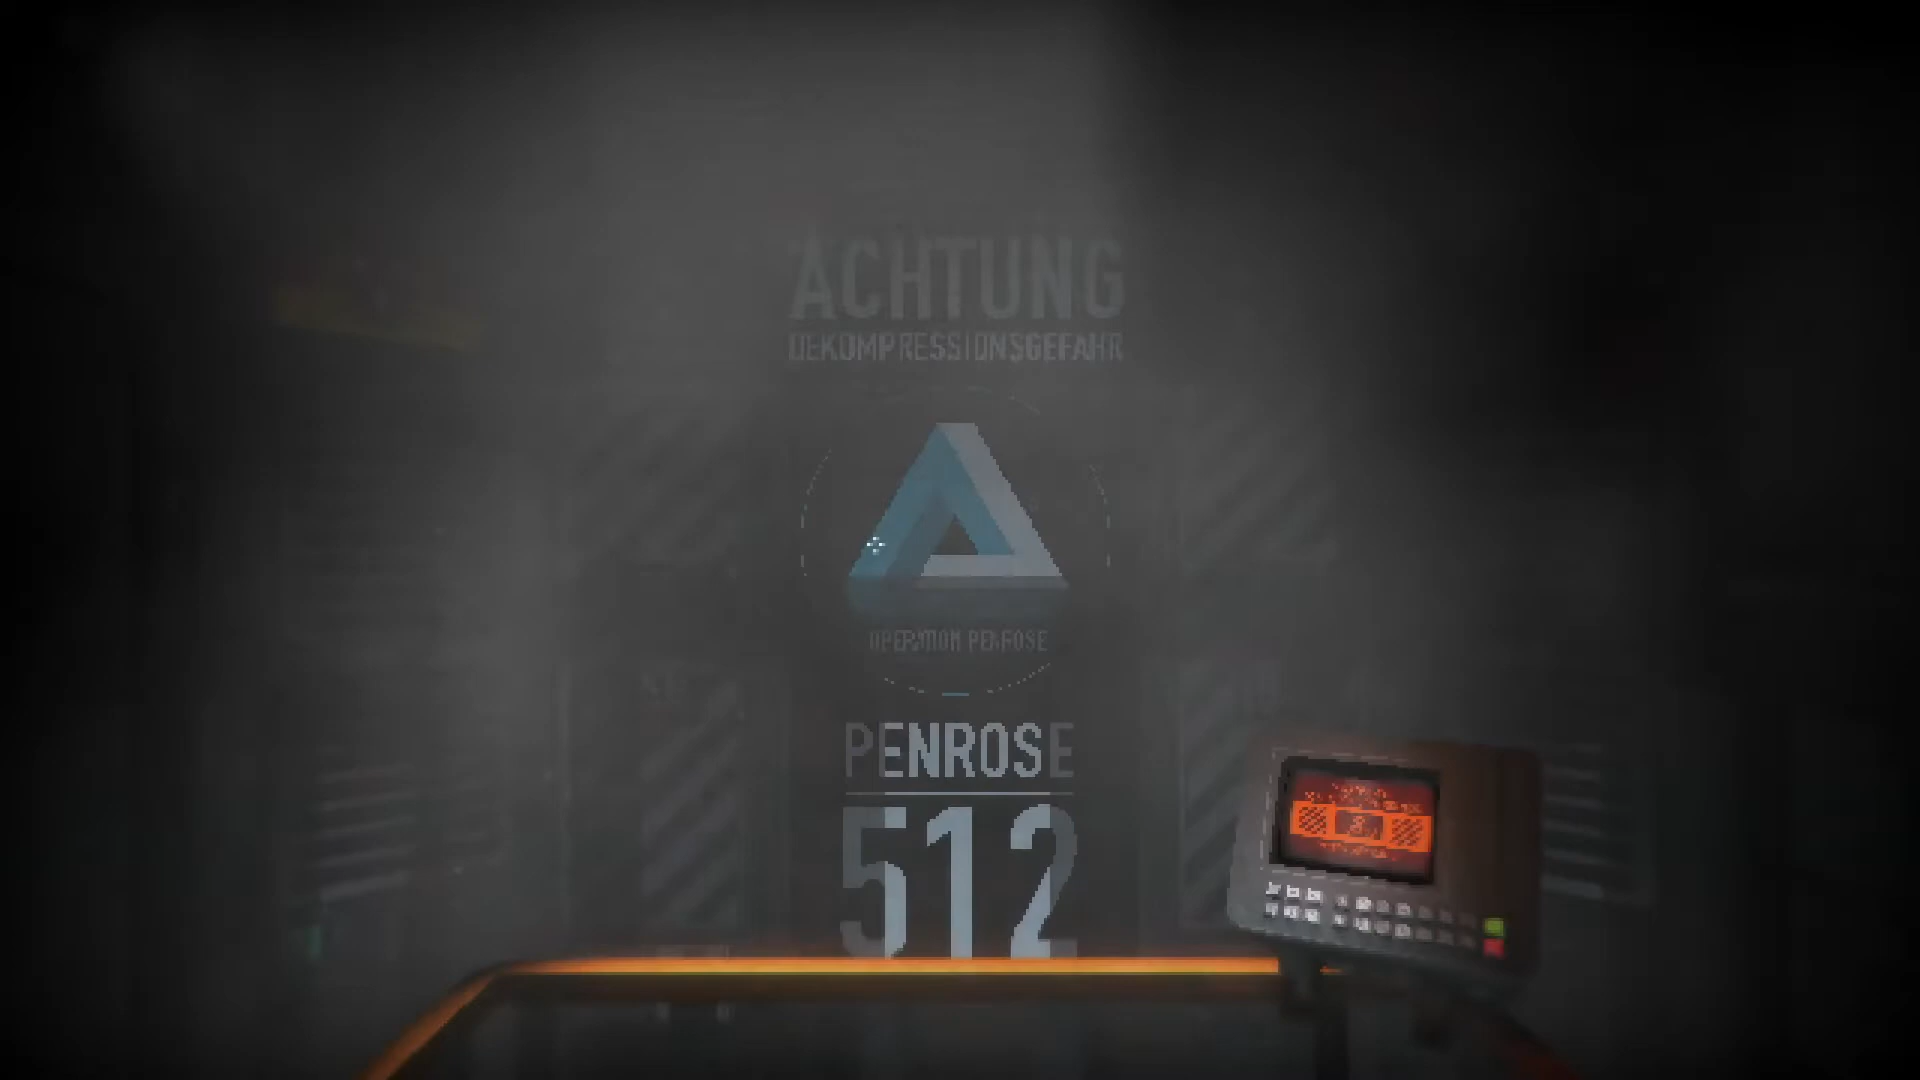 ACHTUNG
DEKOMPRESSIONSGEFAHR
OPERATION PENROSE
PENROSE
512